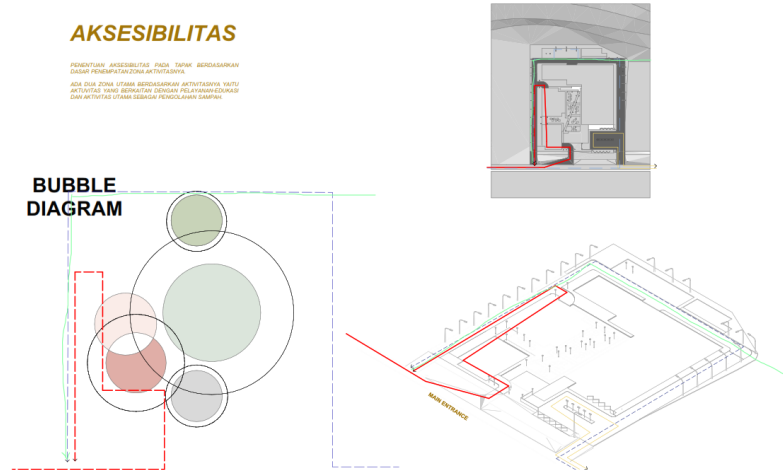 AKSESIBILITAS
PENENTUAN AKSESIBILITAS PADA TAPAK BERDASARKAN
DASAR PENEMPATAN ZONA AKTIVITASNYA.
ADA DUA ZONA UTAMA BERDASARKAN AKTIVITASNYA YAITU
AKTUVITAS YANG BERKAITAN DENGAN PELAYANAN-EDUKASI
DAN AKTIVITAS UTAMA SEBAGAI PENGOLAHAN SAMPAH.
BUBBLE
DIAGRAM
MAIN ENTRANCE